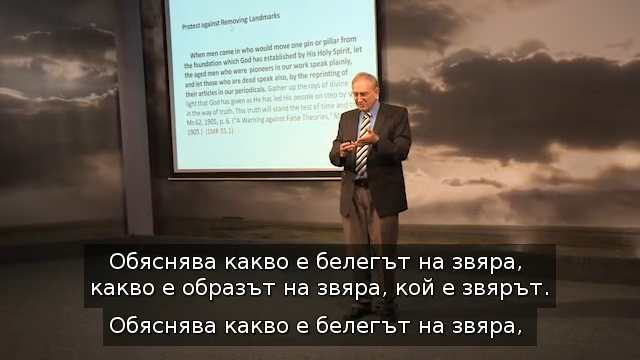 Protest against Removing Landmarks
When men come in who would move one pin or pillar from
the foundation which God has established by His Holy Spirit, let
the aged men who were pioneers in our work speak plainly,
and let those who are dead speak also, by the reprinting of
their articles in our periodicals. Gather up the rays of divine
light that God has given as He has led His people on step by
in the way of truth. This truth will stand the test of time and
Ms 62, 1905, p. 6. ("A Warning against False Theories,"
1905.) {1MR 55.1}
Обяснява какво е белегът на звяра,
какво е образът на звяра, кой е звярът.
Обяснява какво е белегът на звяра,